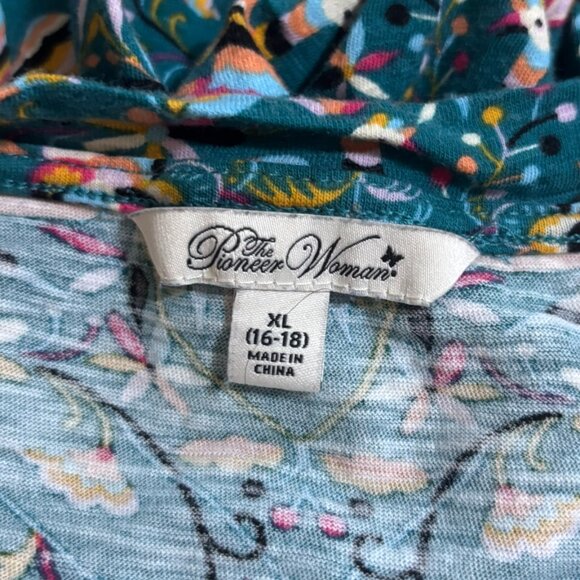 The
Pioneer Woman
XL
(16-18)
MADE IN
CHINA